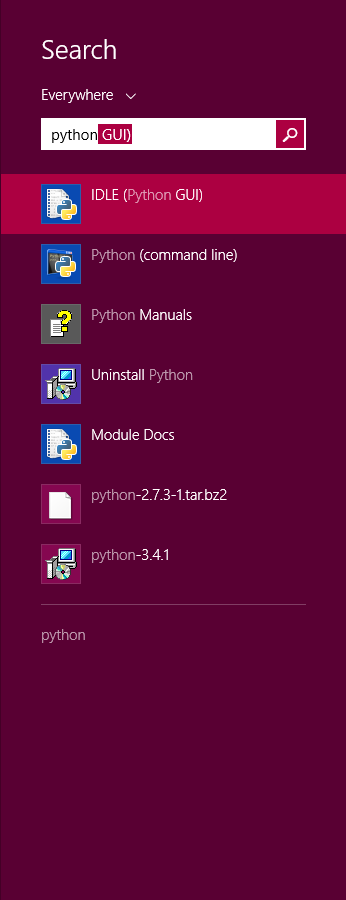 Search
Everywhere
python GUI)
IDLE (Python GUI)
Python (command line)
Python Manuals
Uninstall Python
Module Docs
python-2.7.3-1.tar.bz2
python-3.4.1
python